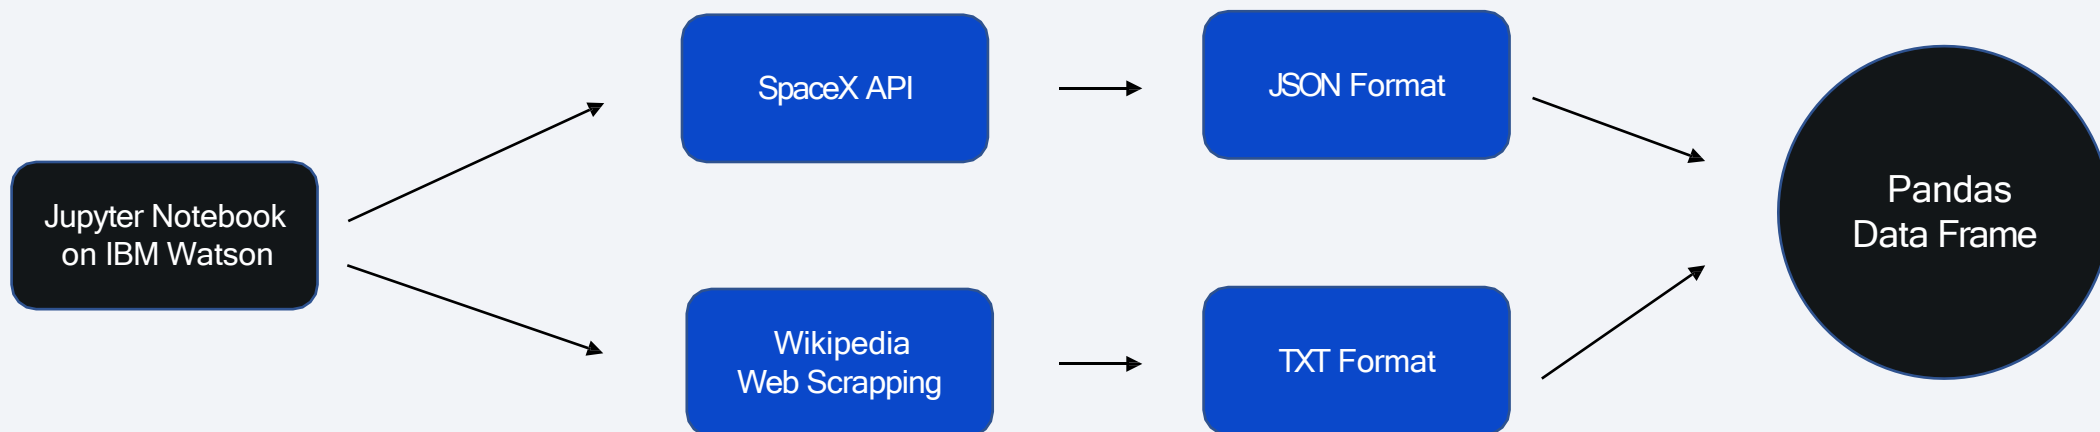 SpaceX API
JSON Format
Jupyter Notebook
on IBM Watson
Pandas
Data Frame
Wikipedia
Web Scrapping
TXT Format